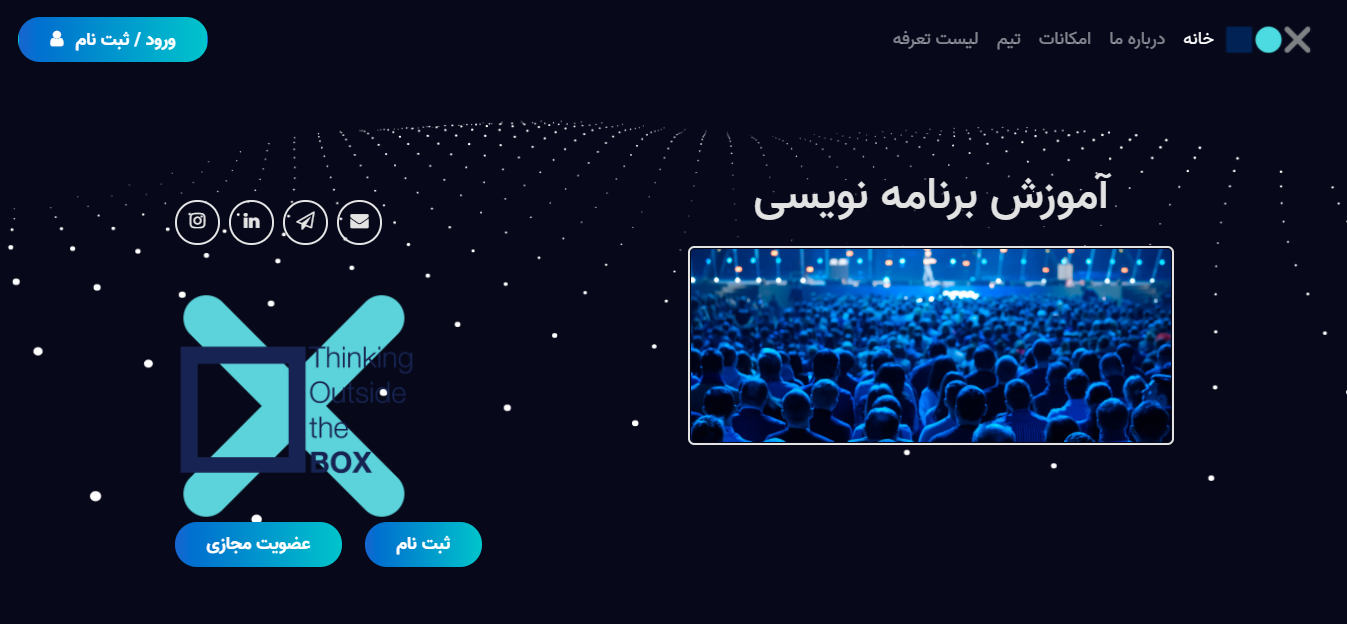 خانه
درباره ما
امکانات
تیم
لیست تعرفه
ورود / ثبت نام
آموزش برنامه نویسی
Thinking
Outside
the
BOX
ثبت نام
عضویت مجازی